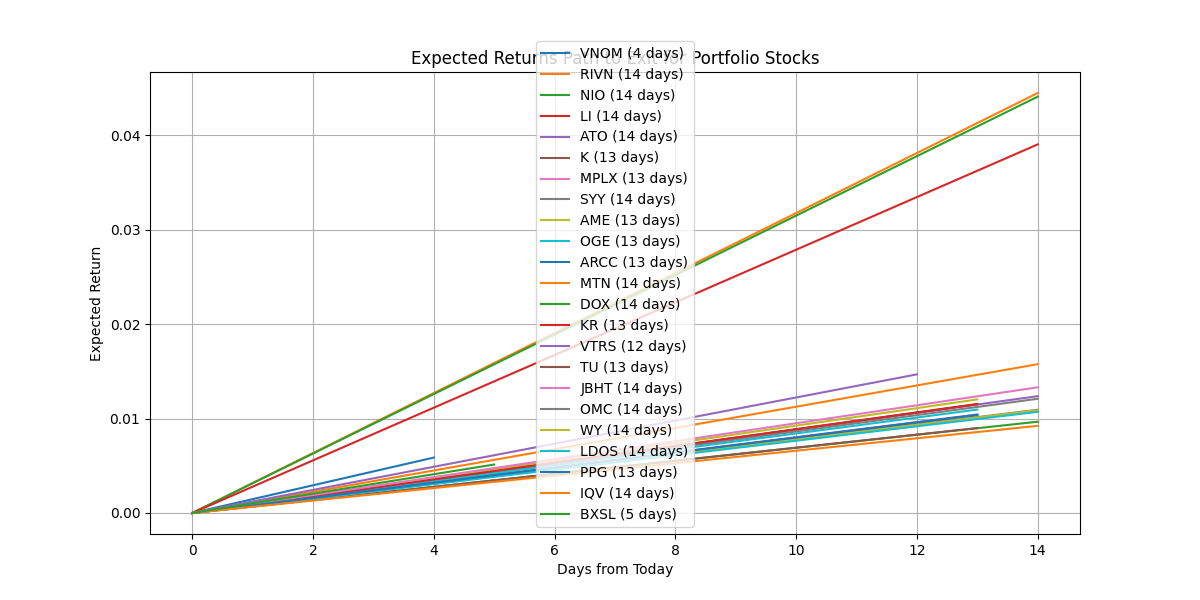 Expected Returns Path to Exit for Portfolio Stocks
VNOM (4 days)
RIVN (14 days)
NIO (14 days)
LI (14 days)
ATO (14 days)
K (13 days)
MPLX (13 days)
SYY (14 days)
AME (13 days)
OGE (13 days)
ARCC (13 days)
MTN (14 days)
DOX (14 days)
KR (13 days)
VTRS (12 days)
TU (13 days)
JBHT (14 days)
OMC (14 days)
WY (14 days)
LDOS (14 days)
PPG (13 days)
IQV (14 days)
BXSL (5 days)
Expected Return
0.04
0.03
0.02
0.01
0.00
0 2 4 6 8 10 12 14
Days from Today